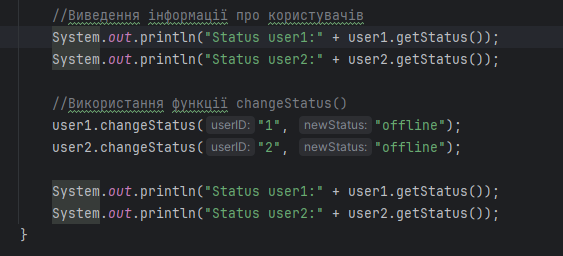 //Виведення інформації про користувачів
System.out.println("Status user1:" + user1.getStatus());
System.out.println("Status user2:" + user2.getStatus());
//Використання функції changeStatus()
user1.changeStatus( userID: "1", newStatus: "offline");
user2.changeStatus( userID: "2", newStatus: "offline");
System.out.println("Status user1:" + user1.getStatus());
System.out.println("Status user2:" + user2.getStatus());
}